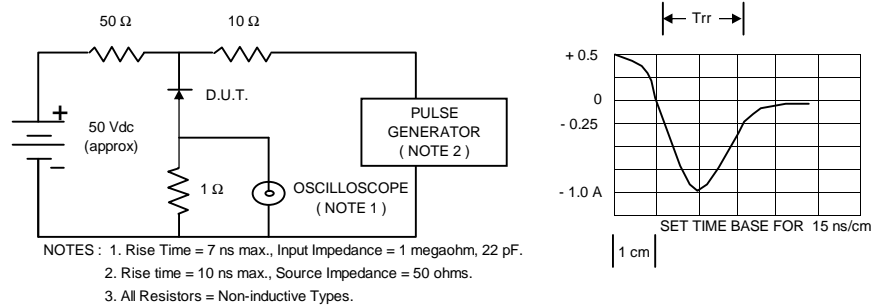 50 Ω
10 Ω
+
50 Vdc
(approx)
−
D.U.T.
1 Ω
OSCILLOSCOPE
( NOTE 1 )
PULSE
GENERATOR
( NOTE 2 )
Trr
+ 0.5
0
- 0.25
- 1.0 A
SET TIME BASE FOR 15 ns/cm
1 cm
NOTES : 1. Rise Time = 7 ns max., Input Impedance = 1 megaohm, 22 pF.
2. Rise time = 10 ns max., Source Impedance = 50 ohms.
3. All Resistors = Non-inductive Types.